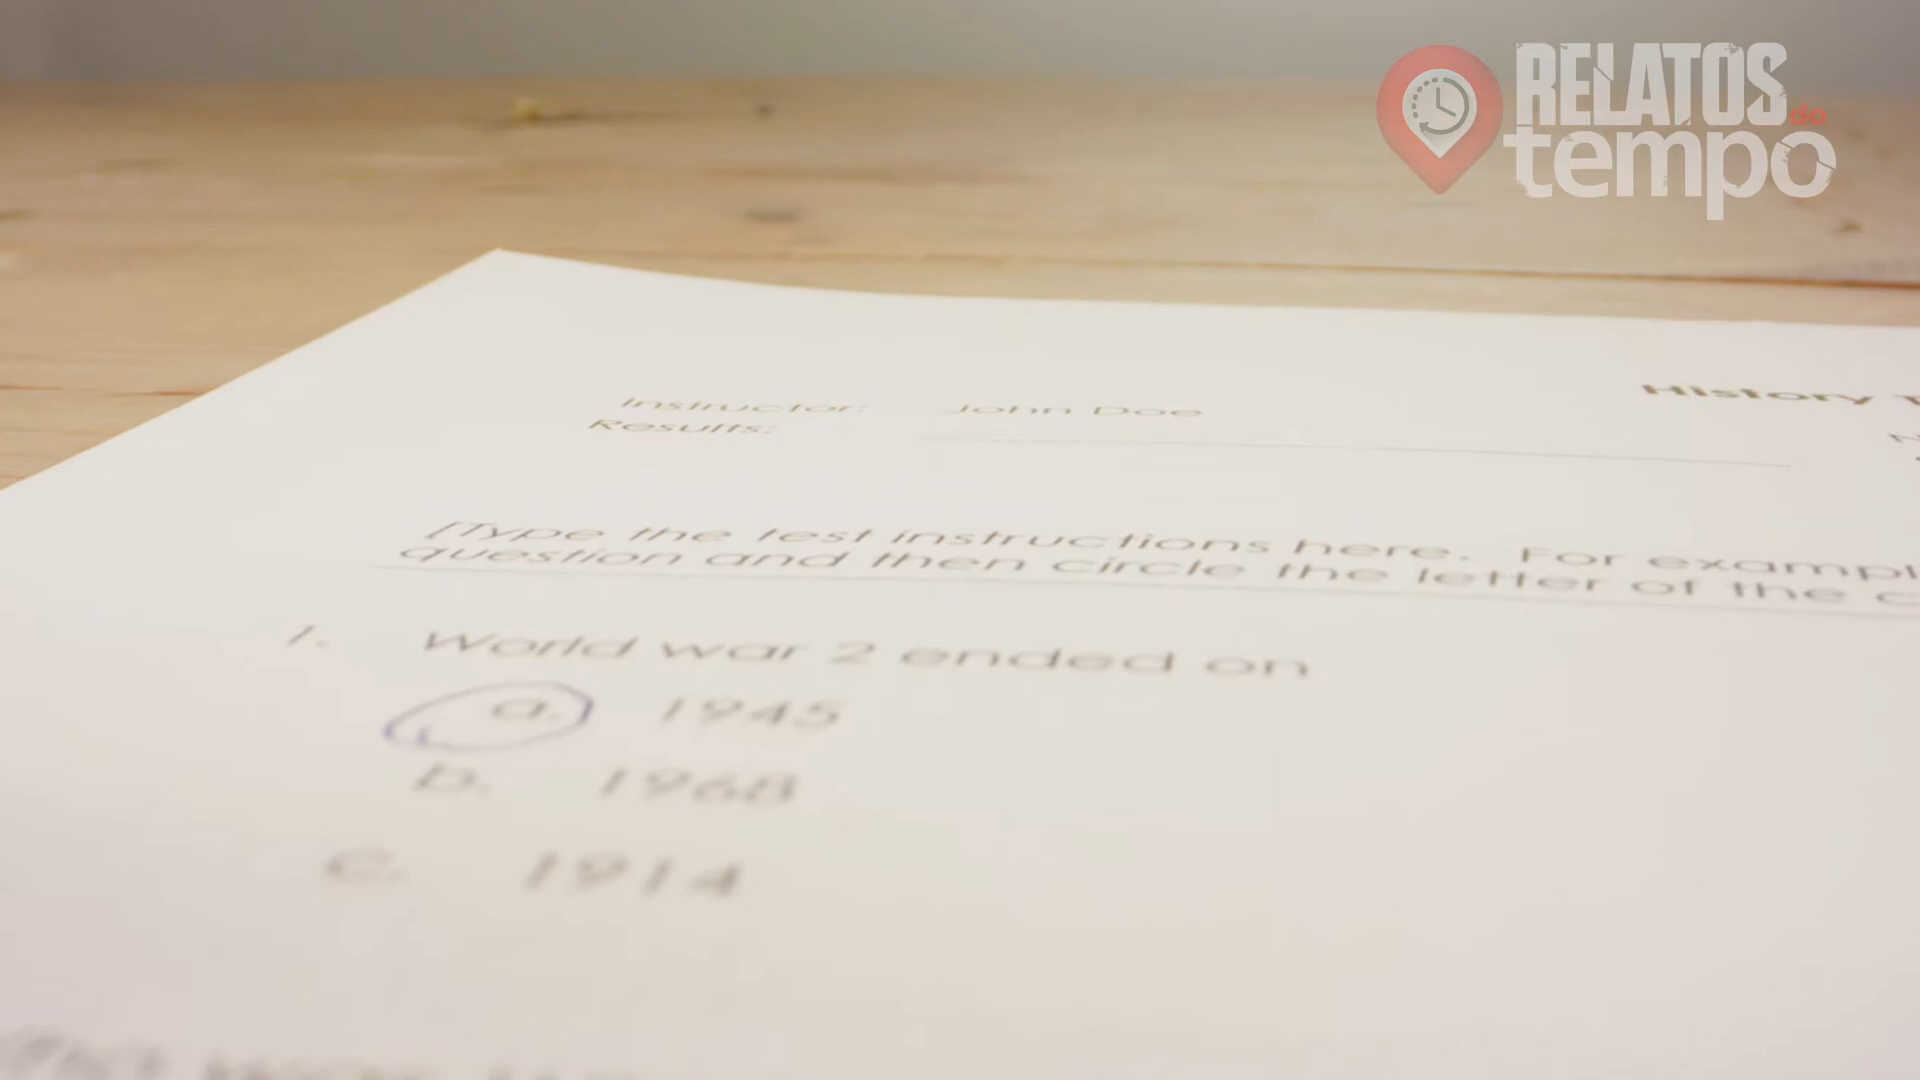 RELATOS do
tempo
History
Instructor: John Doe
Results:
[Type the test instructions here. For exampl
question and then circle the letter of the c
1. World war 2 ended on
a. 1945
b. 1968
c. 1914